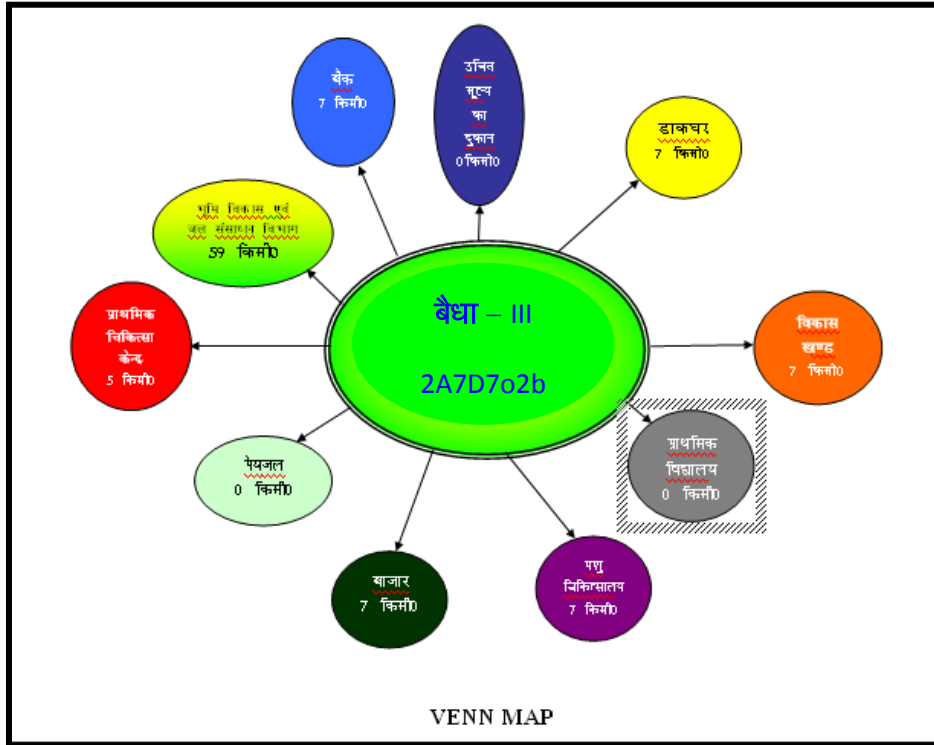 बैंक
7 किमी0
उचित
मूल्य
का
दुकान
0किमी0
डाकघर
7 किमी0
भूमि विकास एवं
जल संसाधन विभाग
59 किमी0
बैधा – III
2A7D7o2b
प्राथमिक
चिकित्सा
केन्द्र
5 किमी0
विकास
खण्ड
7 किमी0
पेयजल
0 किमी0
प्राथमिक
विद्यालय
0 किमी0
बाजार
7 किमी0
पशु
चिकित्सालय
7 किमी0
VENN MAP